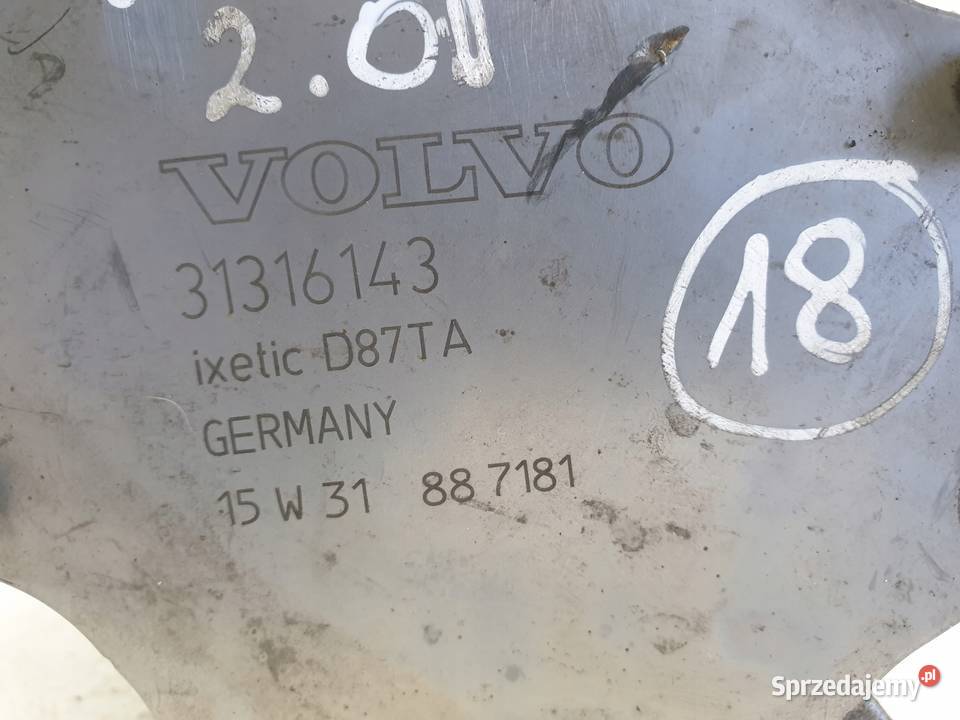 2.0
VOLVO
31316143
ixetic D87TA
18
GERMANY
15 W 31 88 7181
Sprzedajemy.pl